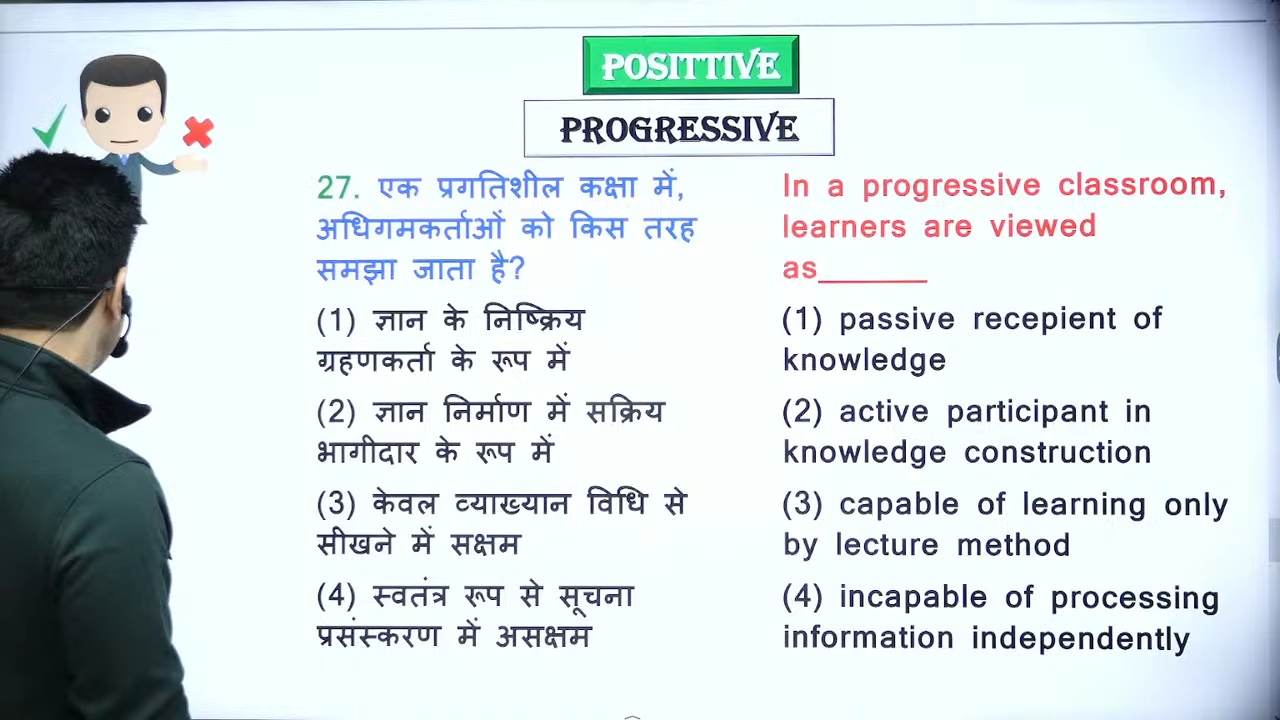 POSITTIVE
PROGRESSIVE
27. एक प्रगतिशील कक्षा में,
अधिगमकर्ताओं को किस तरह
समझा जाता है?
(1) ज्ञान के निष्क्रिय
ग्रहणकर्ता के रूप में
(2) ज्ञान निर्माण में सक्रिय
भागीदार के रूप में
(3) केवल व्याख्यान विधि से
सीखने में सक्षम
(4) स्वतंत्र रूप से सूचना
प्रसंस्करण में असक्षम
In a progressive classroom,
learners are viewed
as_______
(1) passive recepient of
knowledge
(2) active participant in
knowledge construction
(3) capable of learning only
by lecture method
(4) incapable of processing
information independently